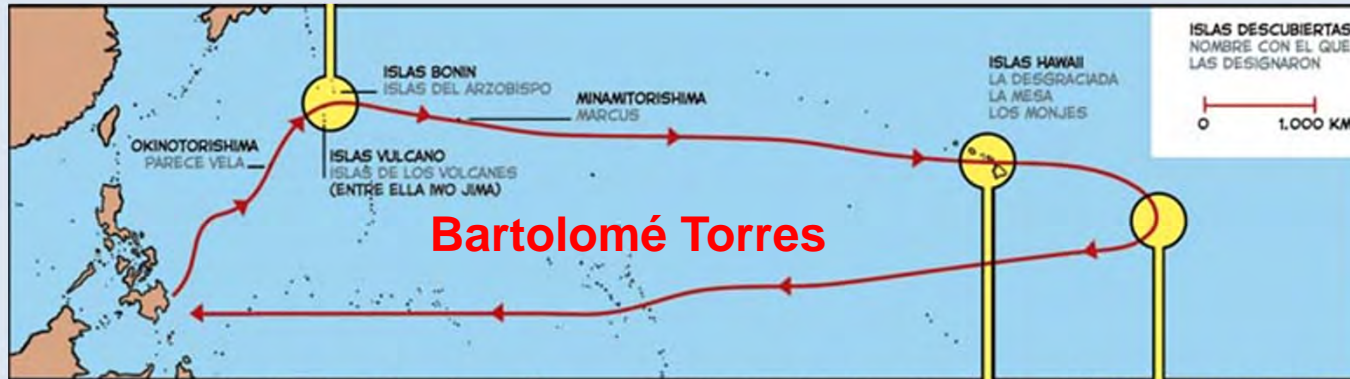 ISLAS BONIN
ISLAS DEL ARZOBISPO
MINAMITORISHIMA
MARCUS
OKINOTORISHIMA
PARECE VELA
ISLAS VULCANO
ISLAS DE LOS VOLCANES
(ENTRE ELLA IWO JIMA)
ISLAS HAWAII
LA DESGRACIADA
LA MESA
LOS MONJES
ISLAS DESCUBIERTAS
NOMBRE CON EL QUE
LAS DESIGNARON
0 1.000 KM
Bartolomé Torres